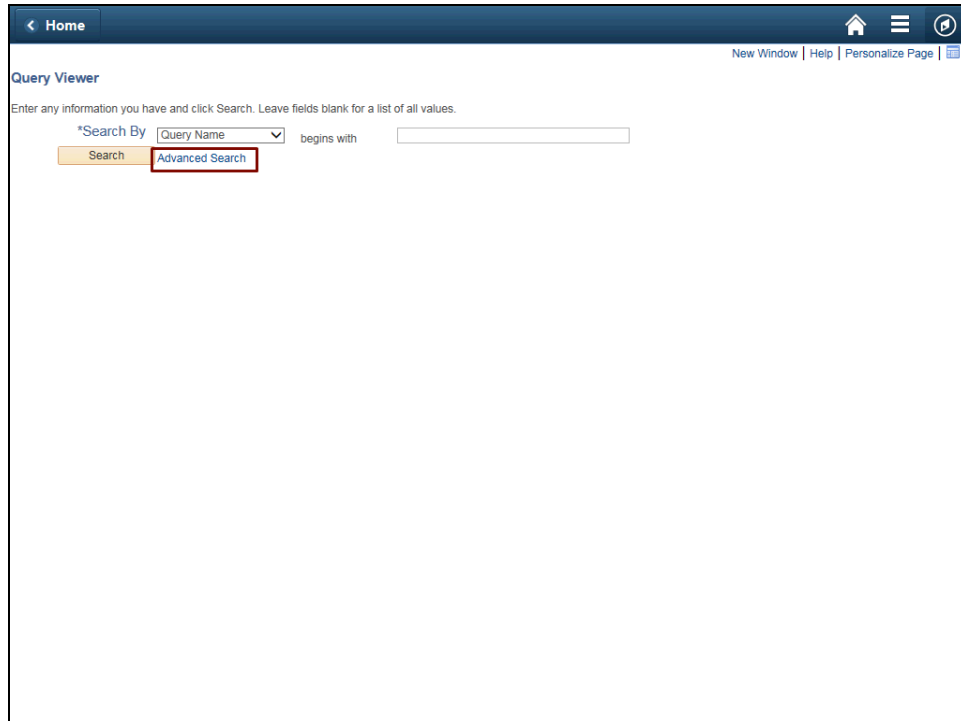 Home
New Window | Help | Personalize Page |
Query Viewer
Enter any information you have and click Search. Leave fields blank for a list of all values.
*Search By Query Name begins with
Search Advanced Search